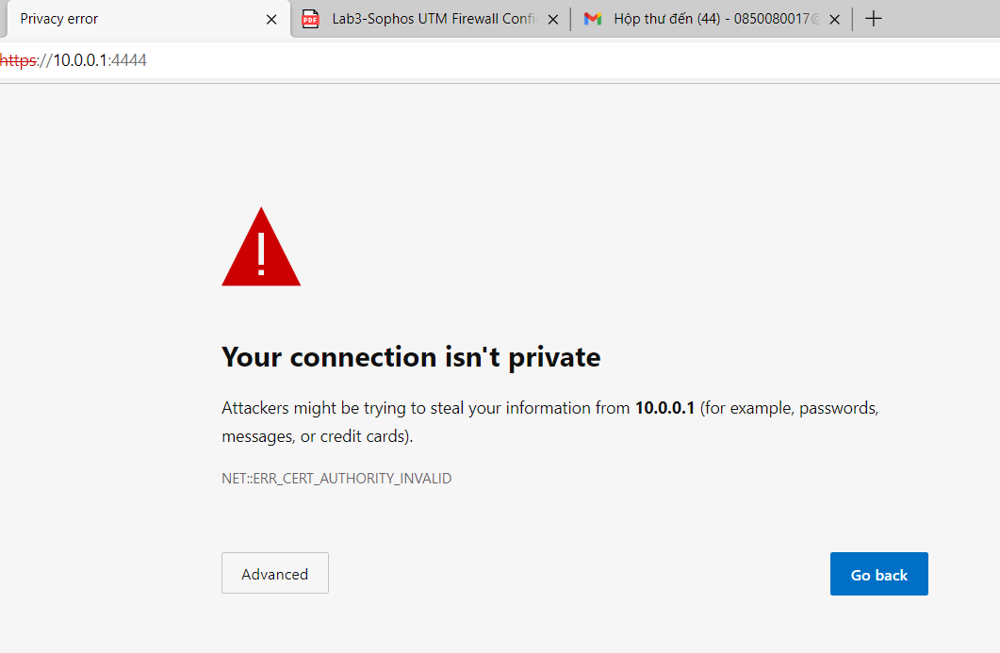 Privacy error
PDF
Lab3-Sophos UTM Firewall Confi
Hộp thư đến (44) - 0850080017@
https://10.0.0.1:4444
Your connection isn't private
Attackers might be trying to steal your information from 10.0.0.1 (for example, passwords,
messages, or credit cards).
NET::ERR_CERT_AUTHORITY_INVALID
Advanced
Go back